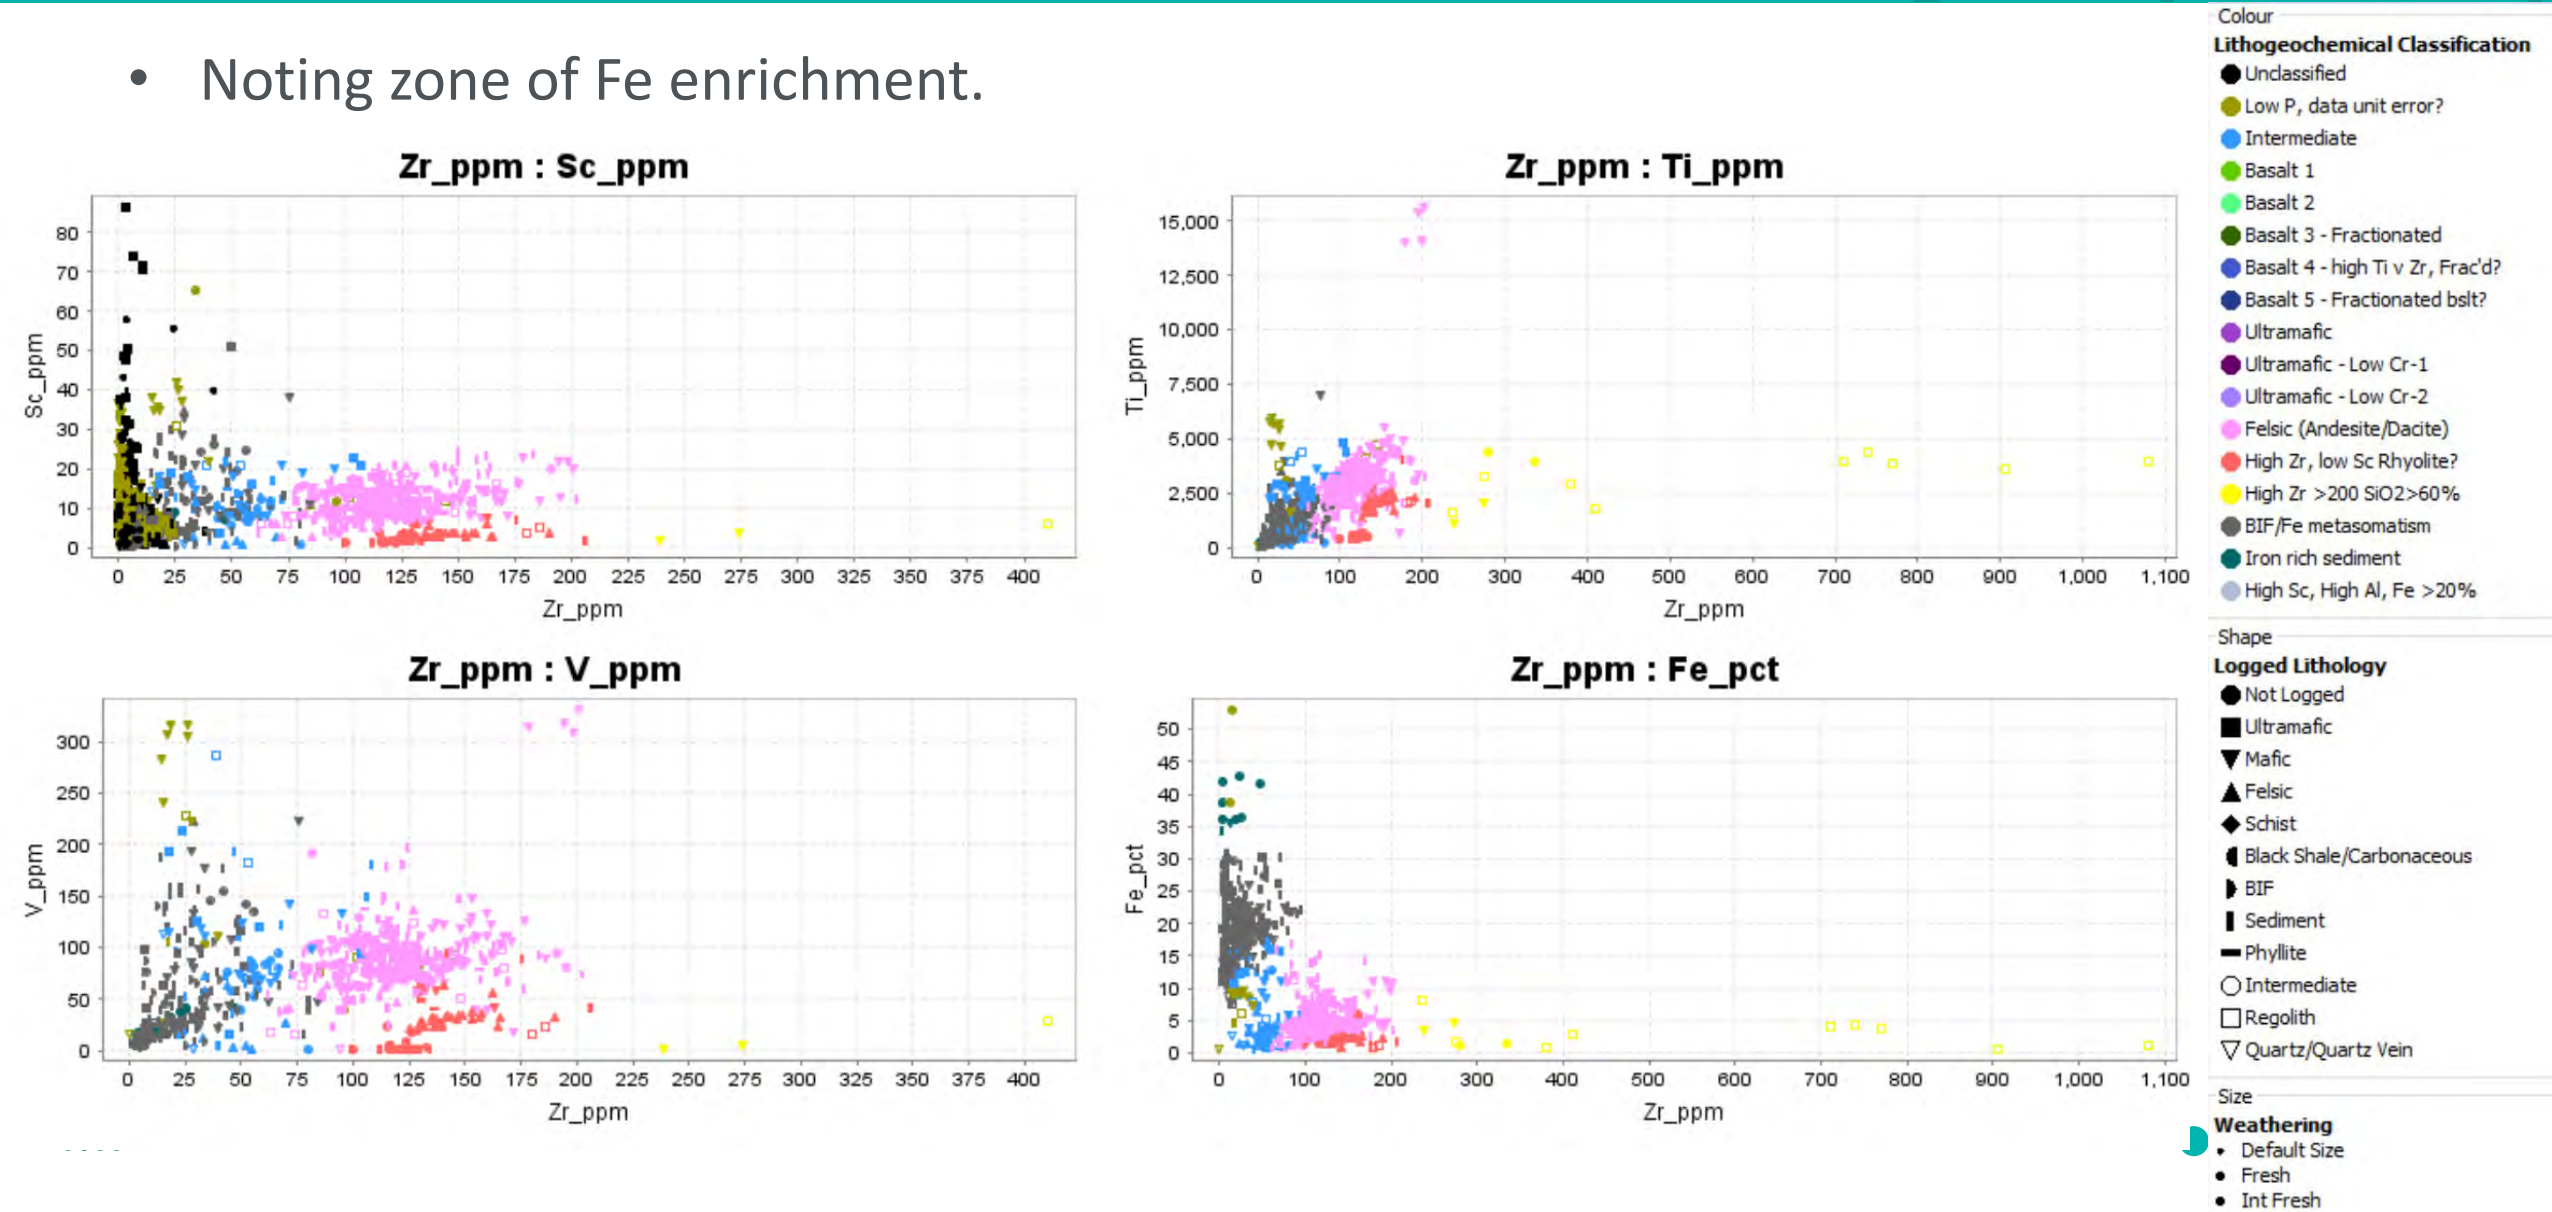 • Noting zone of Fe enrichment.
Zr_ppm : Sc_ppm
Sc_ppm
80
70
60
50
40
30
20
10
0
0 25 50 75 100 125 150 175 200 225 250 275 300 325 350 375 400
Zr_ppm
Zr_ppm : Ti_ppm
Ti_ppm
15,000
12,500
10,000
7,500
5,000
2,500
0
0 100 200 300 400 500 600 700 800 900 1,000 1,100
Zr_ppm
Zr_ppm : V_ppm
V_ppm
300
250
200
150
100
50
0
0 25 50 75 100 125 150 175 200 225 250 275 300 325 350 375 400
Zr_ppm
Zr_ppm : Fe_pct
Fe_pct
50
45
40
35
30
25
20
15
10
5
0
0 100 200 300 400 500 600 700 800 900 1,000 1,100
Zr_ppm
Colour
Lithogeochemical Classification
Unclassified
Low P, data unit error?
Intermediate
Basalt 1
Basalt 2
Basalt 3 - Fractionated
Basalt 4 - high Ti v Zr, Frac'd?
Basalt 5 - Fractionated bslt?
Ultramafic
Ultramafic - Low Cr-1
Ultramafic - Low Cr-2
Felsic (Andesite/Dacite)
High Zr, low Sc Rhyolite?
High Zr >200 SiO2>60%
BIF/Fe metasomatism
Iron rich sediment
High Sc, High Al, Fe >20%
Shape
Logged Lithology
Not Logged
Ultramafic
Mafic
Felsic
Schist
Black Shale/Carbonaceous
BIF
Sediment
Phyllite
Intermediate
Regolith
Quartz/Quartz Vein
Size
Weathering
Default Size
Fresh
Int Fresh